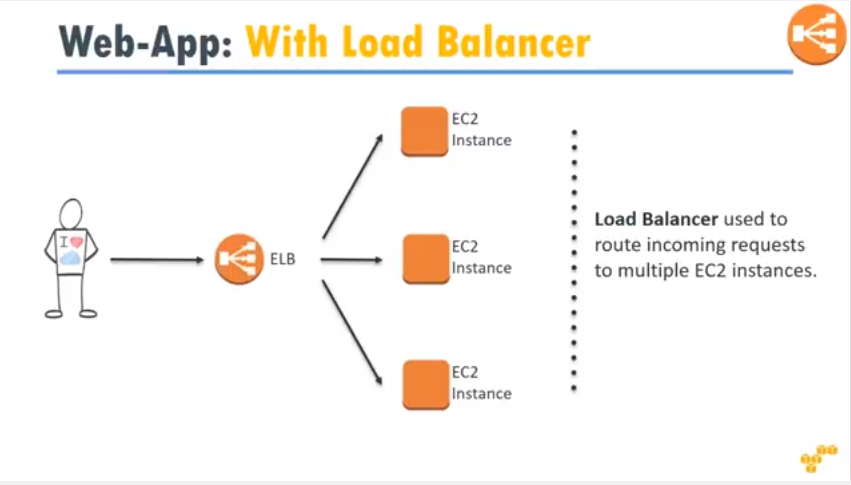 Web-App: With Load Balancer
EC2
Instance
I
ELB
EC2
Instance
EC2
Instance
Load Balancer used to
route incoming requests
to multiple EC2 instances.